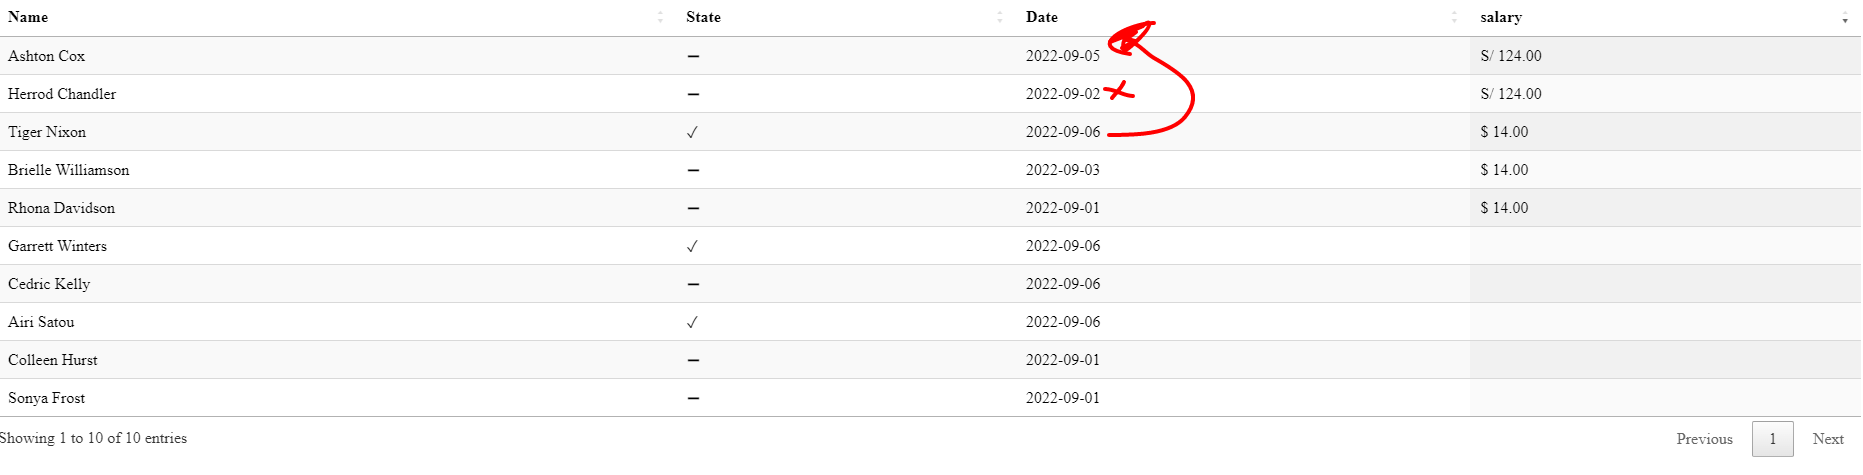 Name State Date salary
Ashton Cox – 2022-09-05 S/ 124.00
Herrod Chandler – 2022-09-02 S/ 124.00
Tiger Nixon ✓ 2022-09-06 $ 14.00
Brielle Williamson – 2022-09-03 $ 14.00
Rhona Davidson – 2022-09-01 $ 14.00
Garrett Winters ✓ 2022-09-06
Cedric Kelly – 2022-09-06
Airi Satou ✓ 2022-09-06
Colleen Hurst – 2022-09-01
Sonya Frost – 2022-09-01
Showing 1 to 10 of 10 entries Previous 1 Next